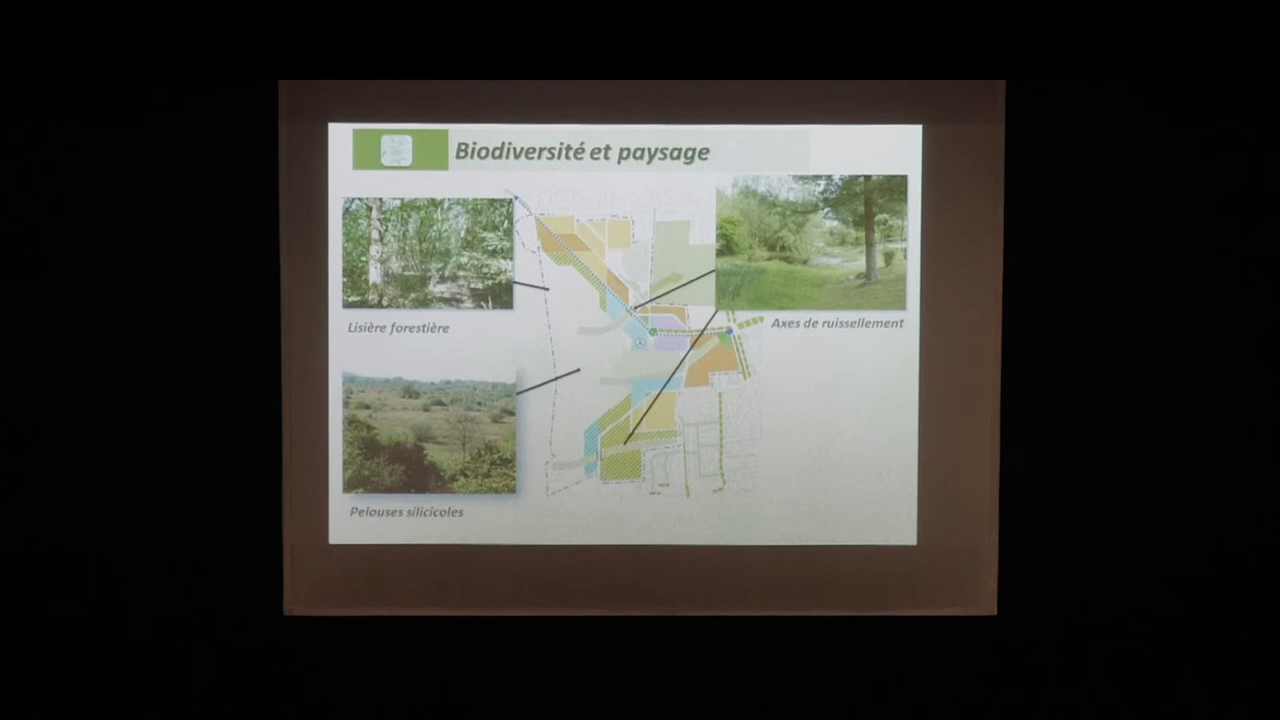 Biodiversité et paysage
Lisière forestière
Axes de ruissellement
Pelouses silicicoles